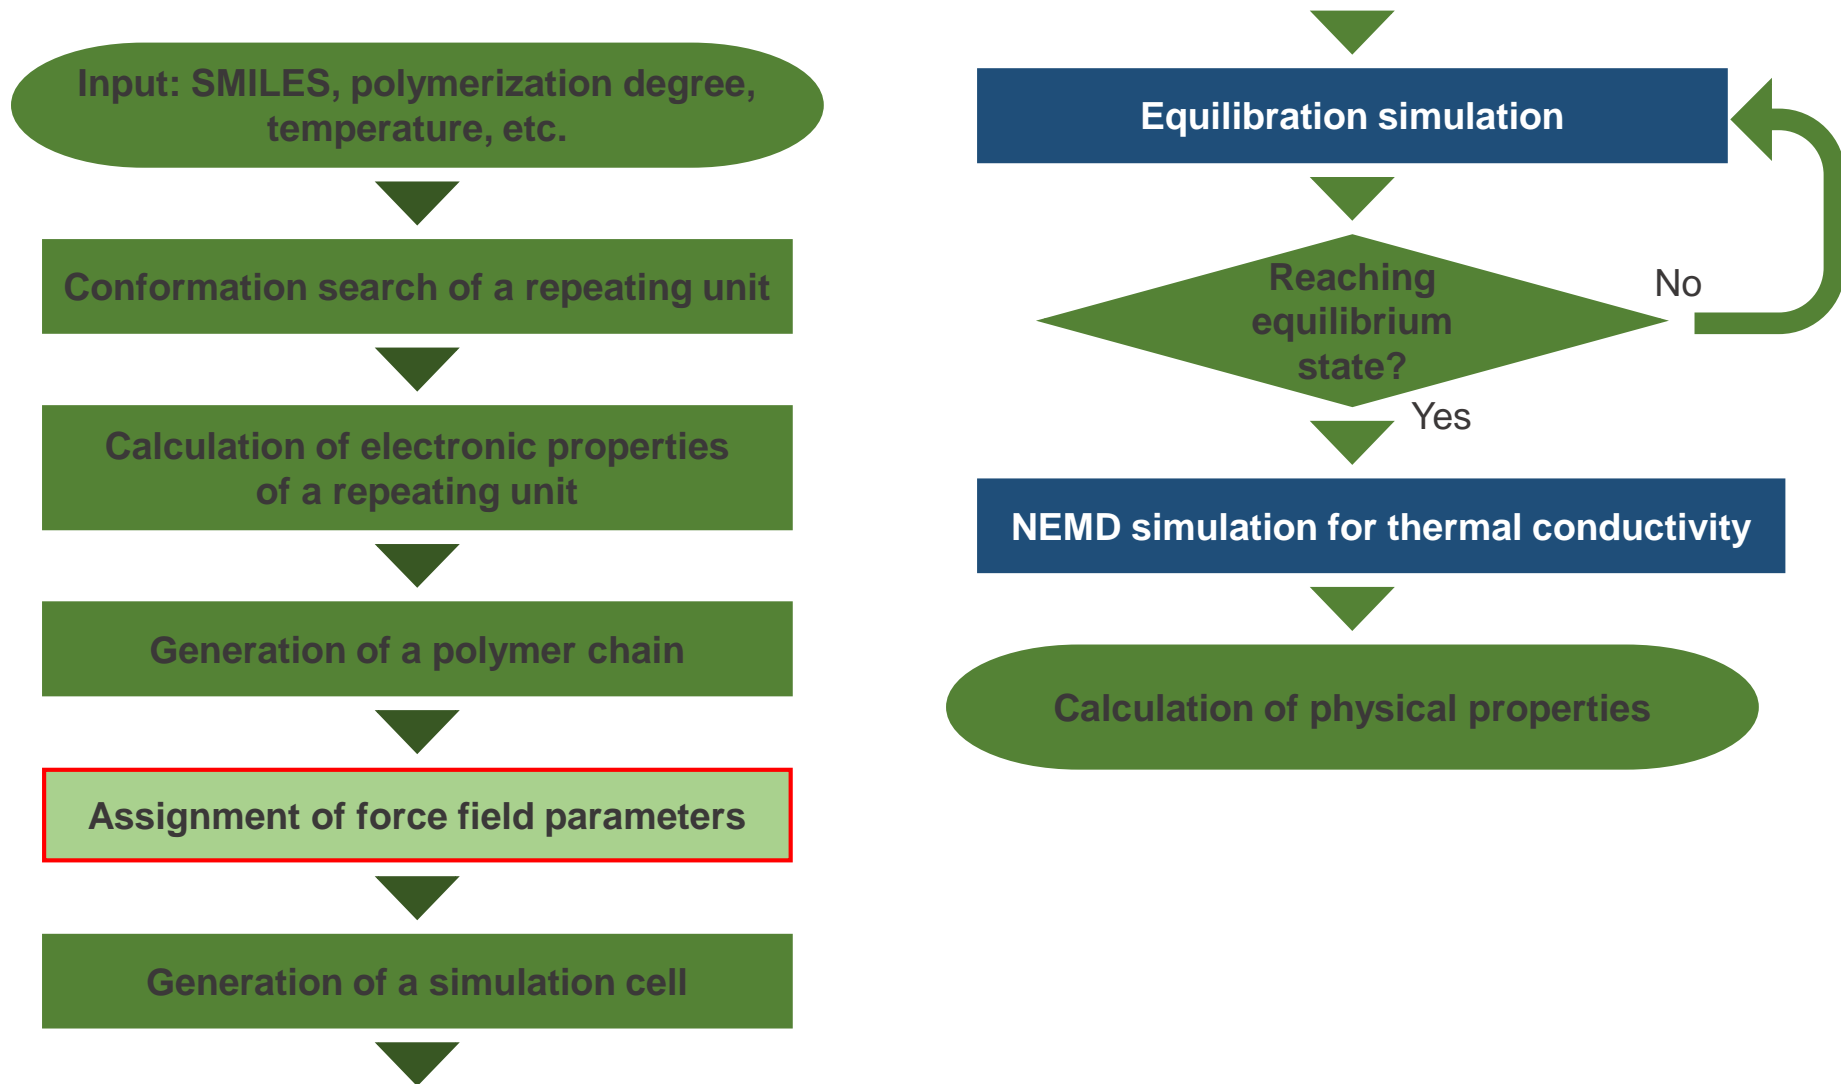 Input: SMILES, polymerization degree,
temperature, etc.
Conformation search of a repeating unit
Calculation of electronic properties
of a repeating unit
Generation of a polymer chain
Assignment of force field parameters
Generation of a simulation cell
Equilibration simulation
Reaching
equilibrium
state?
No
Yes
NEMD simulation for thermal conductivity
Calculation of physical properties